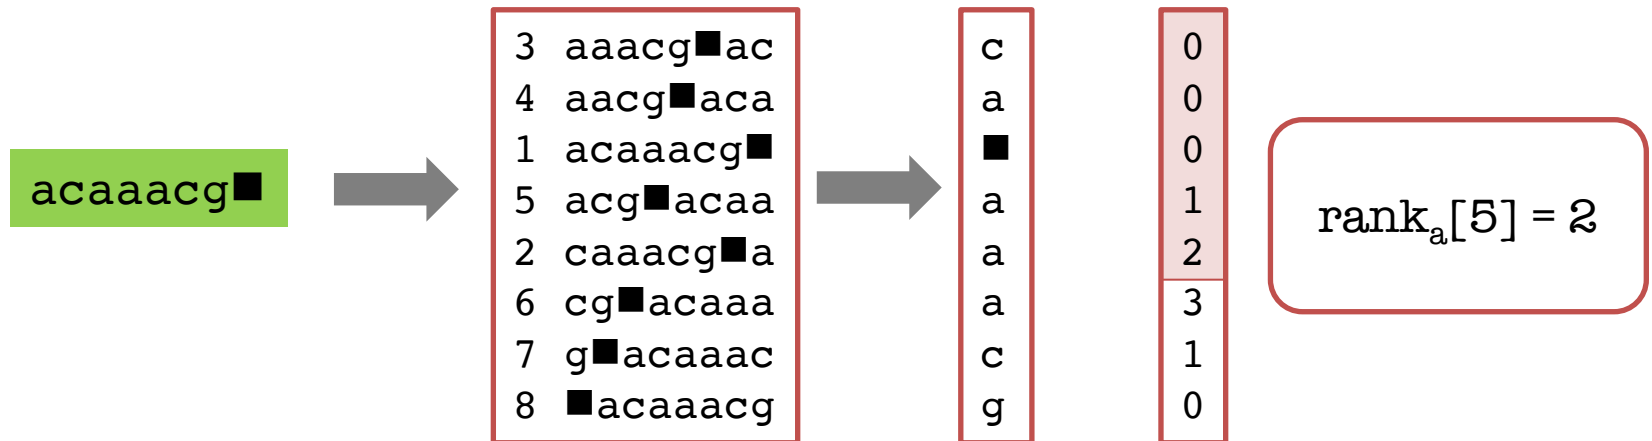 acaaacg■
3 aaacg■ac
4 aacg■aca
1 acaaacg■
5 acg■acaa
2 caaacg■a
6 cg■acaaa
7 g■acaaac
8 ■acaaacg
c
a
■
a
a
a
c
g
0
0
0
1
2
3
1
0
rankₐ[5] = 2